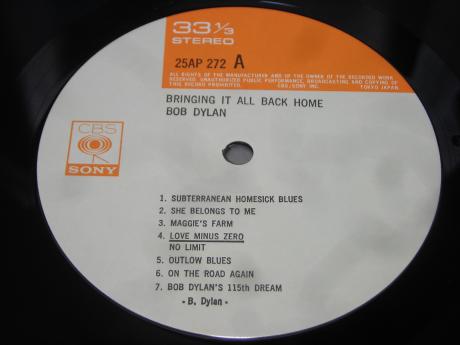 33 1/3
STEREO
25AP 272 A
ALL RIGHTS OF THE MANUFACTURER AND OF THE OWNER OF THE RECORDED WORK
RESERVED. UNAUTHORIZED PUBLIC PERFORMANCE, BROADCASTING AND COPYING OF
THIS RECORD PROHIBITED. CBS/SONY INC. TOKYO JAPAN
BRINGING IT ALL BACK HOME
BOB DYLAN
CBS
SONY
1. SUBTERRANEAN HOMESICK BLUES
2. SHE BELONGS TO ME
3. MAGGIE'S FARM
4. LOVE MINUS ZERO
NO LIMIT
5. OUTLOW BLUES
6. ON THE ROAD AGAIN
7. BOB DYLAN'S 115th DREAM
- B. Dylan -